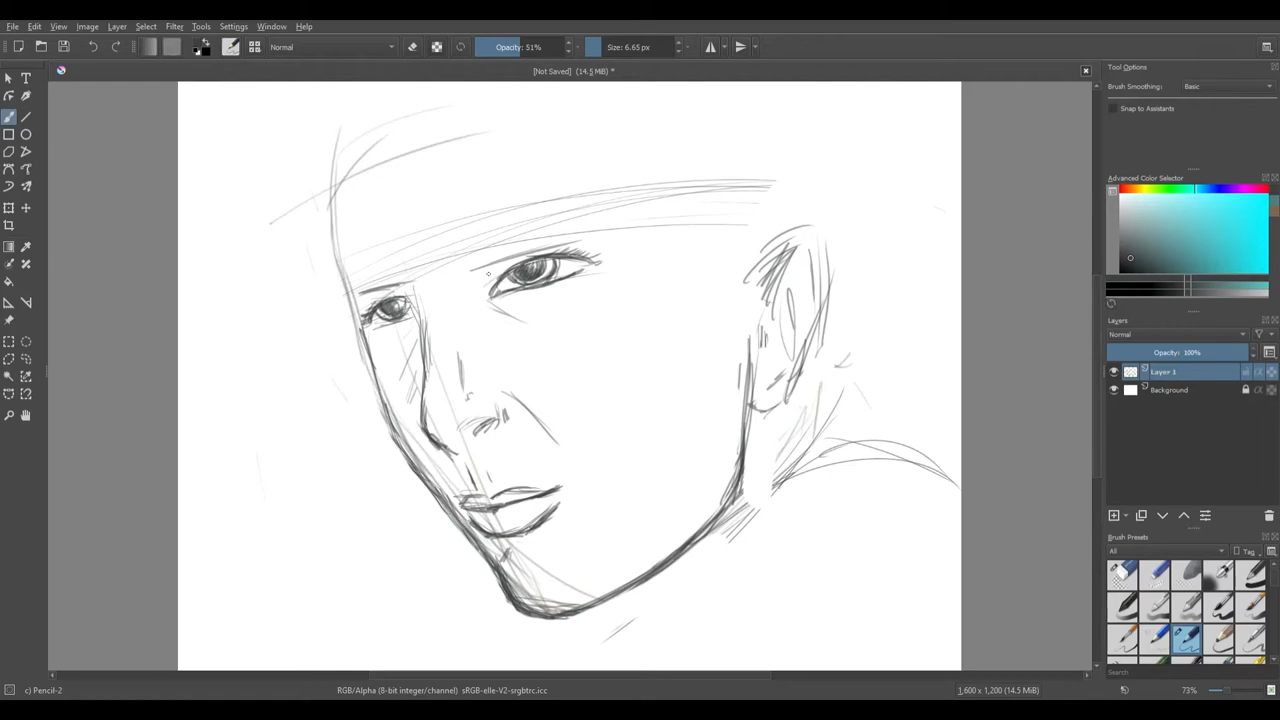 File Edit View Image Layer Select Filter Tools Settings Window Help
Normal Opacity: 51% Size: 6.65 px
[Not Saved] (14.5 MiB) *
Tool Options
Brush Smoothing: Basic
Snap to Assistants
Advanced Color Selector
Layers
Normal
Opacity: 100%
Layer 1
Background
Brush Presets
All Tag
Search
c) Pencil-2 RGB/Alpha (8-bit integer/channel) sRGB-elle-V2-srgbtrc.icc 1,600 x 1,200 (14.5 MiB) 73%